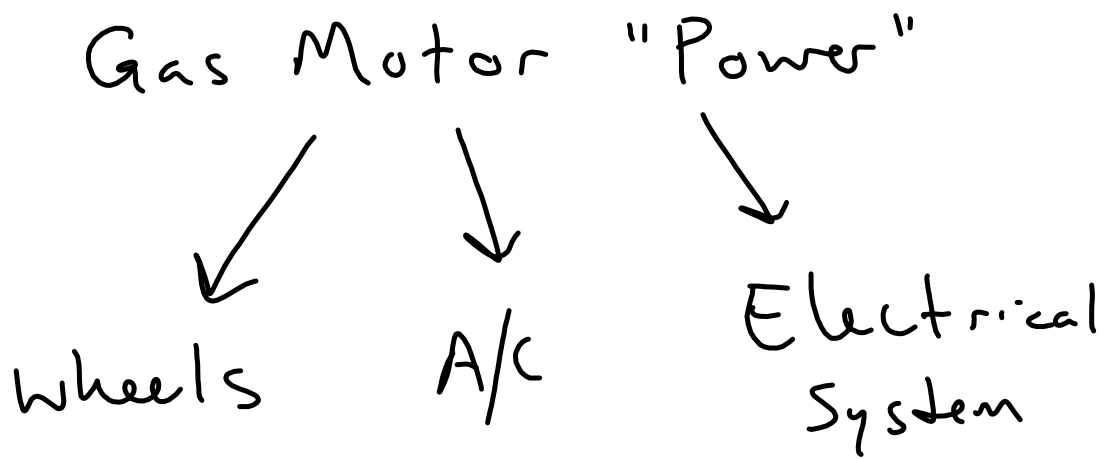 Gas Motor "Power"
wheels
A/C
Electrical
System